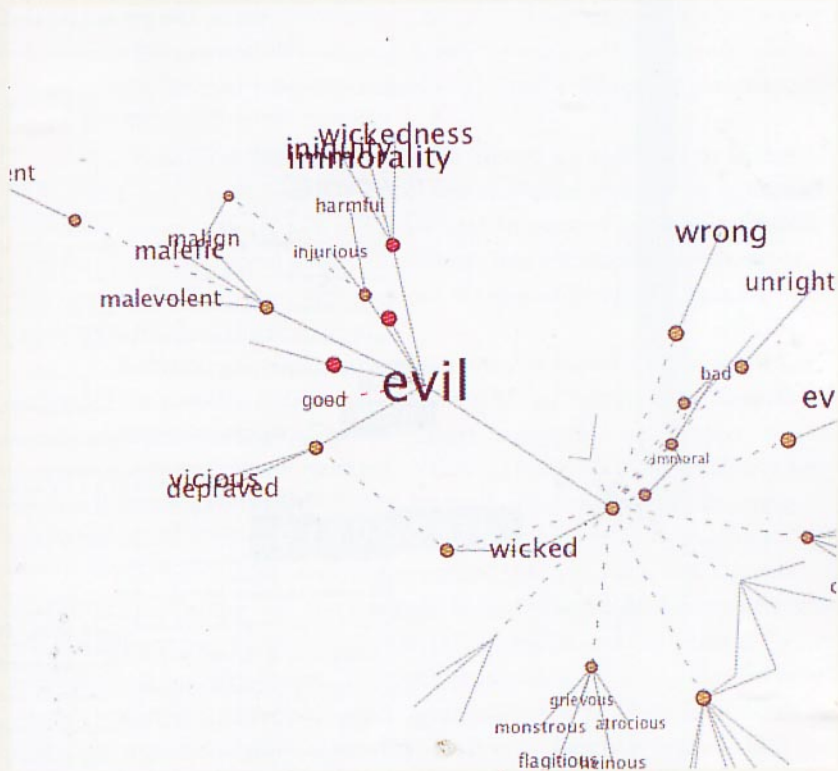 wickedness
iniquity
immorality
ent
harmful
wrong
malign
malefic
injurious
unright
malevolent
bad
evil
good
ev
immoral
vicious
depraved
wicked
c
grievous
monstrous
atrocious
flagitious
heinous